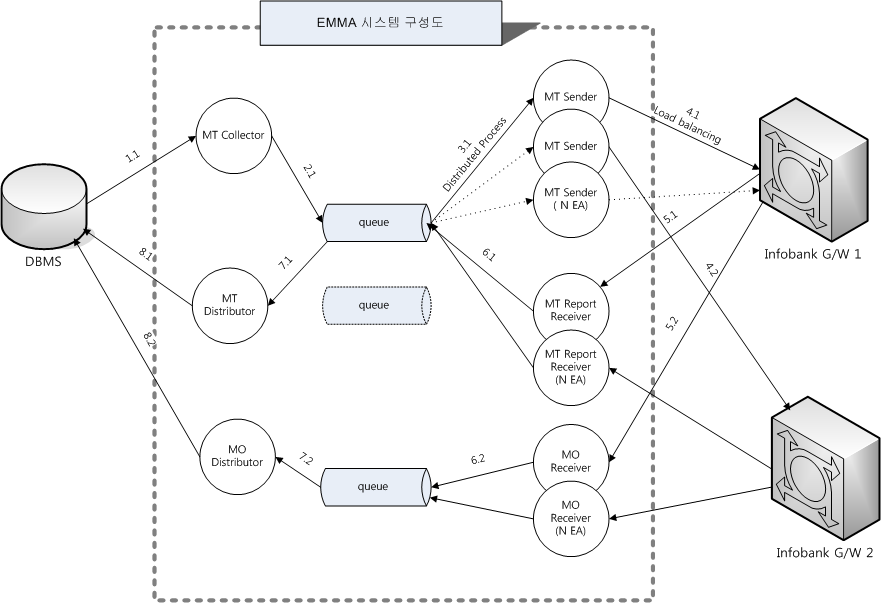 EMMA 시스템 구성도
MT Collector
1.1
2.1
DBMS
8.1
MT
Distributor
7.1
queue
queue
3.1
Distributed Process
MT Sender
MT Sender
MT Sender
( N EA)
4.1
Load balancing
Infobank G/W 1
5.1
6.1
4.2
5.2
MT Report
Receiver
MT Report
Receiver
(N EA)
8.2
MO
Distributor
7.2
queue
6.2
MO
Receiver
MO
Receiver
(N EA)
Infobank G/W 2